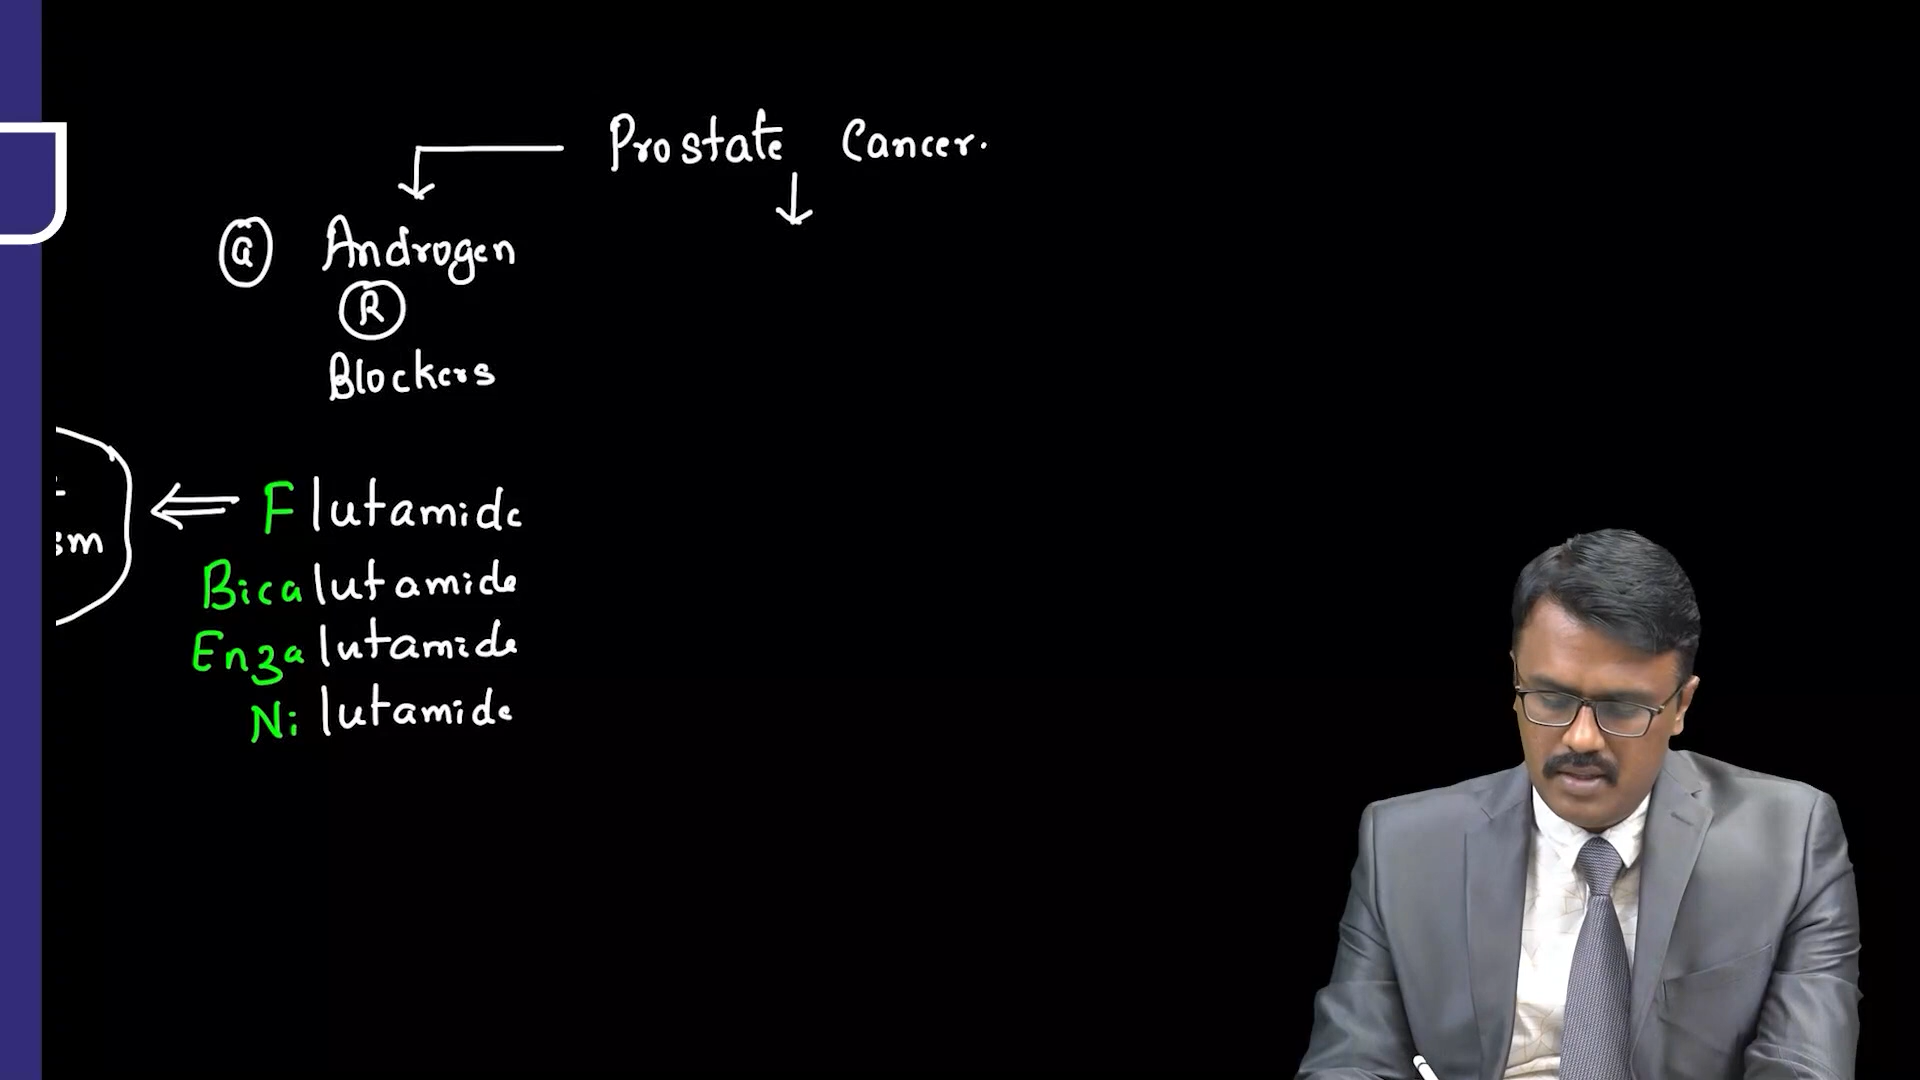 Prostate Cancer.
a Androgen
R
Blockers
Flutamide
Bicalutamide
Enzalutamide
Nilutamide